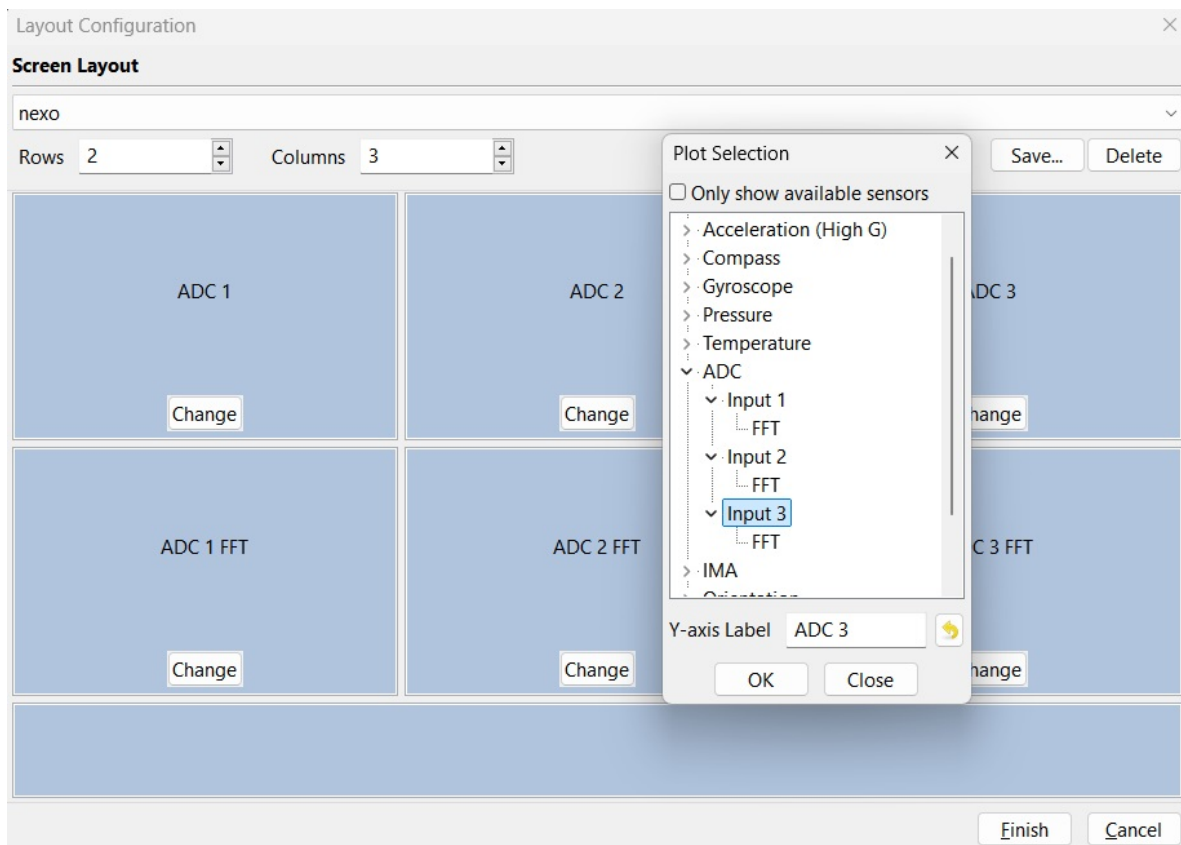 Layout Configuration
Screen Layout
nexo
Rows 2 Columns 3 Save... Delete
ADC 1
Change
ADC 2
Change
DC 3
hange
ADC 1 FFT
Change
ADC 2 FFT
Change
C 3 FFT
hange
Plot Selection
Only show available sensors
Acceleration (High G)
Compass
Gyroscope
Pressure
Temperature
ADC
Input 1
FFT
Input 2
FFT
Input 3
FFT
IMA
Orientation
Y-axis Label ADC 3
OK Close
Finish Cancel